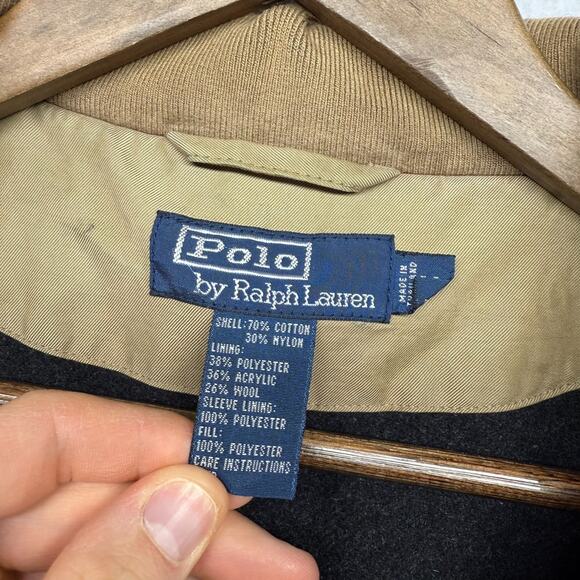 Polo
by Ralph Lauren
MADE IN
SHELL: 70% COTTON
30% NYLON
LINING:
38% POLYESTER
36% ACRYLIC
26% WOOL
SLEEVE LINING:
100% POLYESTER
FILL:
100% POLYESTER
CARE INSTRUCTIONS